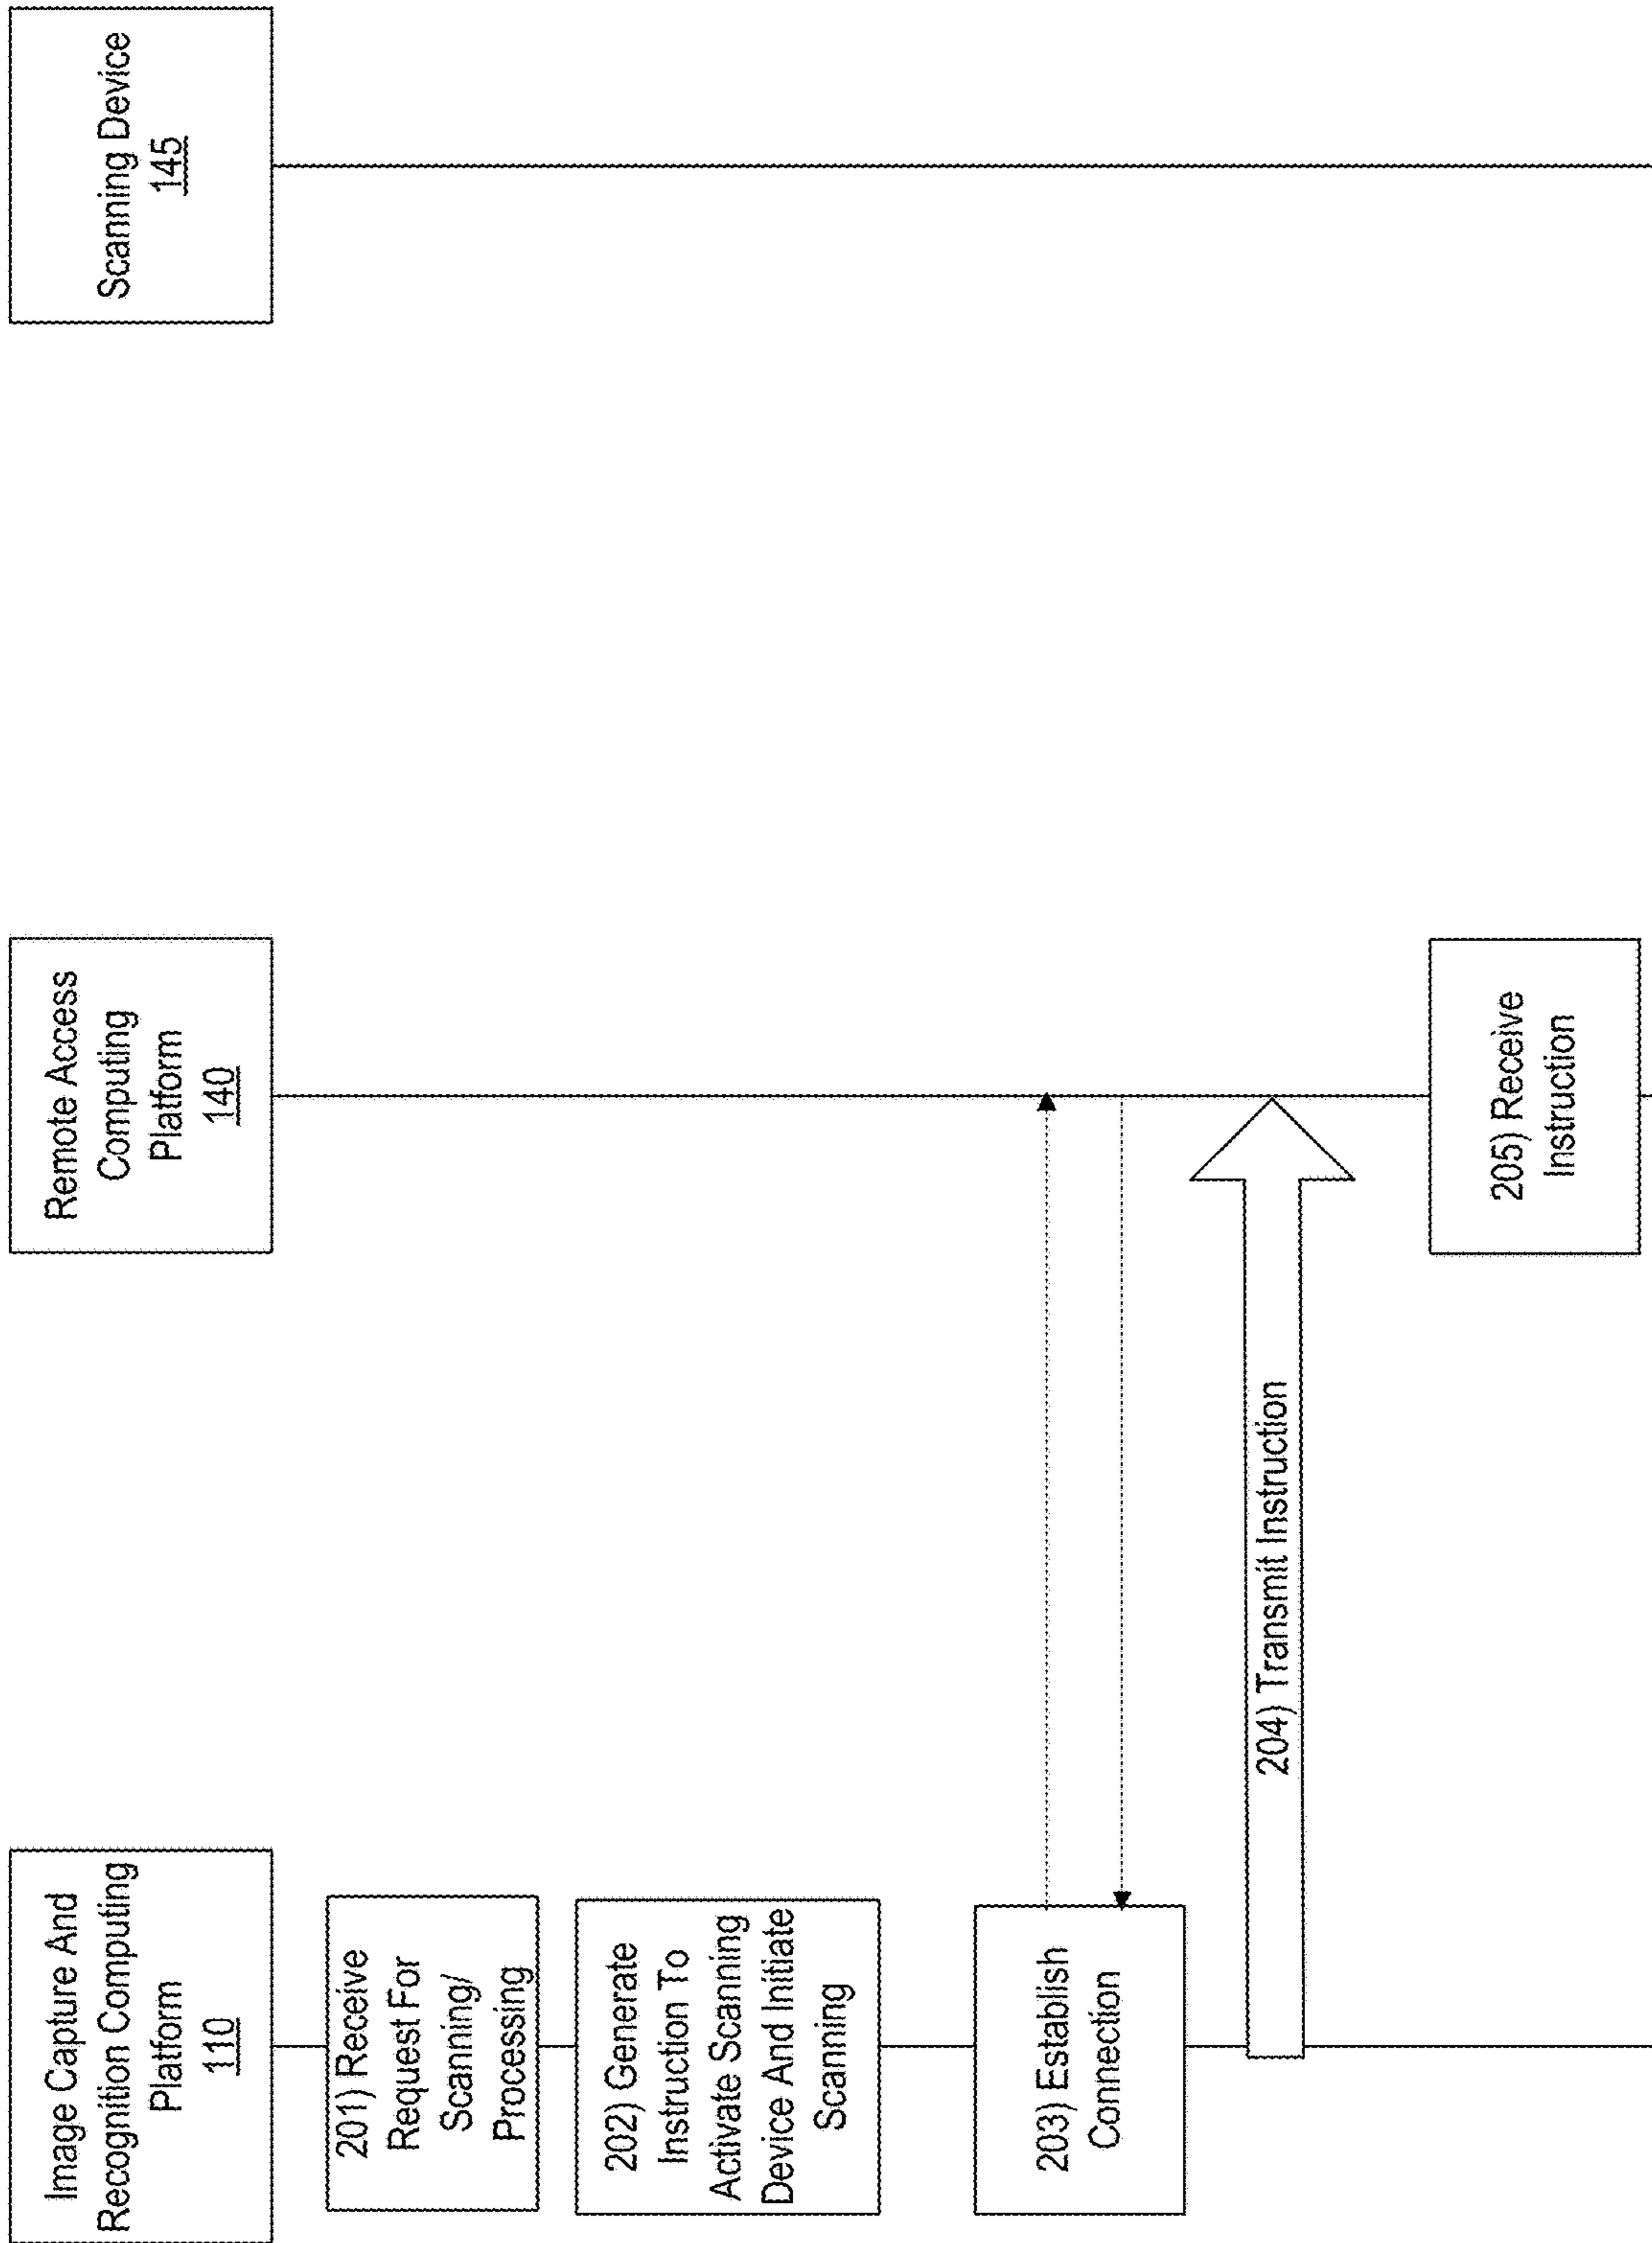 Image Capture And
Recognition Computing
Platform
110
Remote Access
Computing
Platform
140
Scanning Device
145
201) Receive
Request For
Scanning/
Processing
202) Generate
Instruction To
Activate Scanning
Device And Initiate
Scanning
203) Establish
Connection
204) Transmit Instruction
205) Receive
Instruction